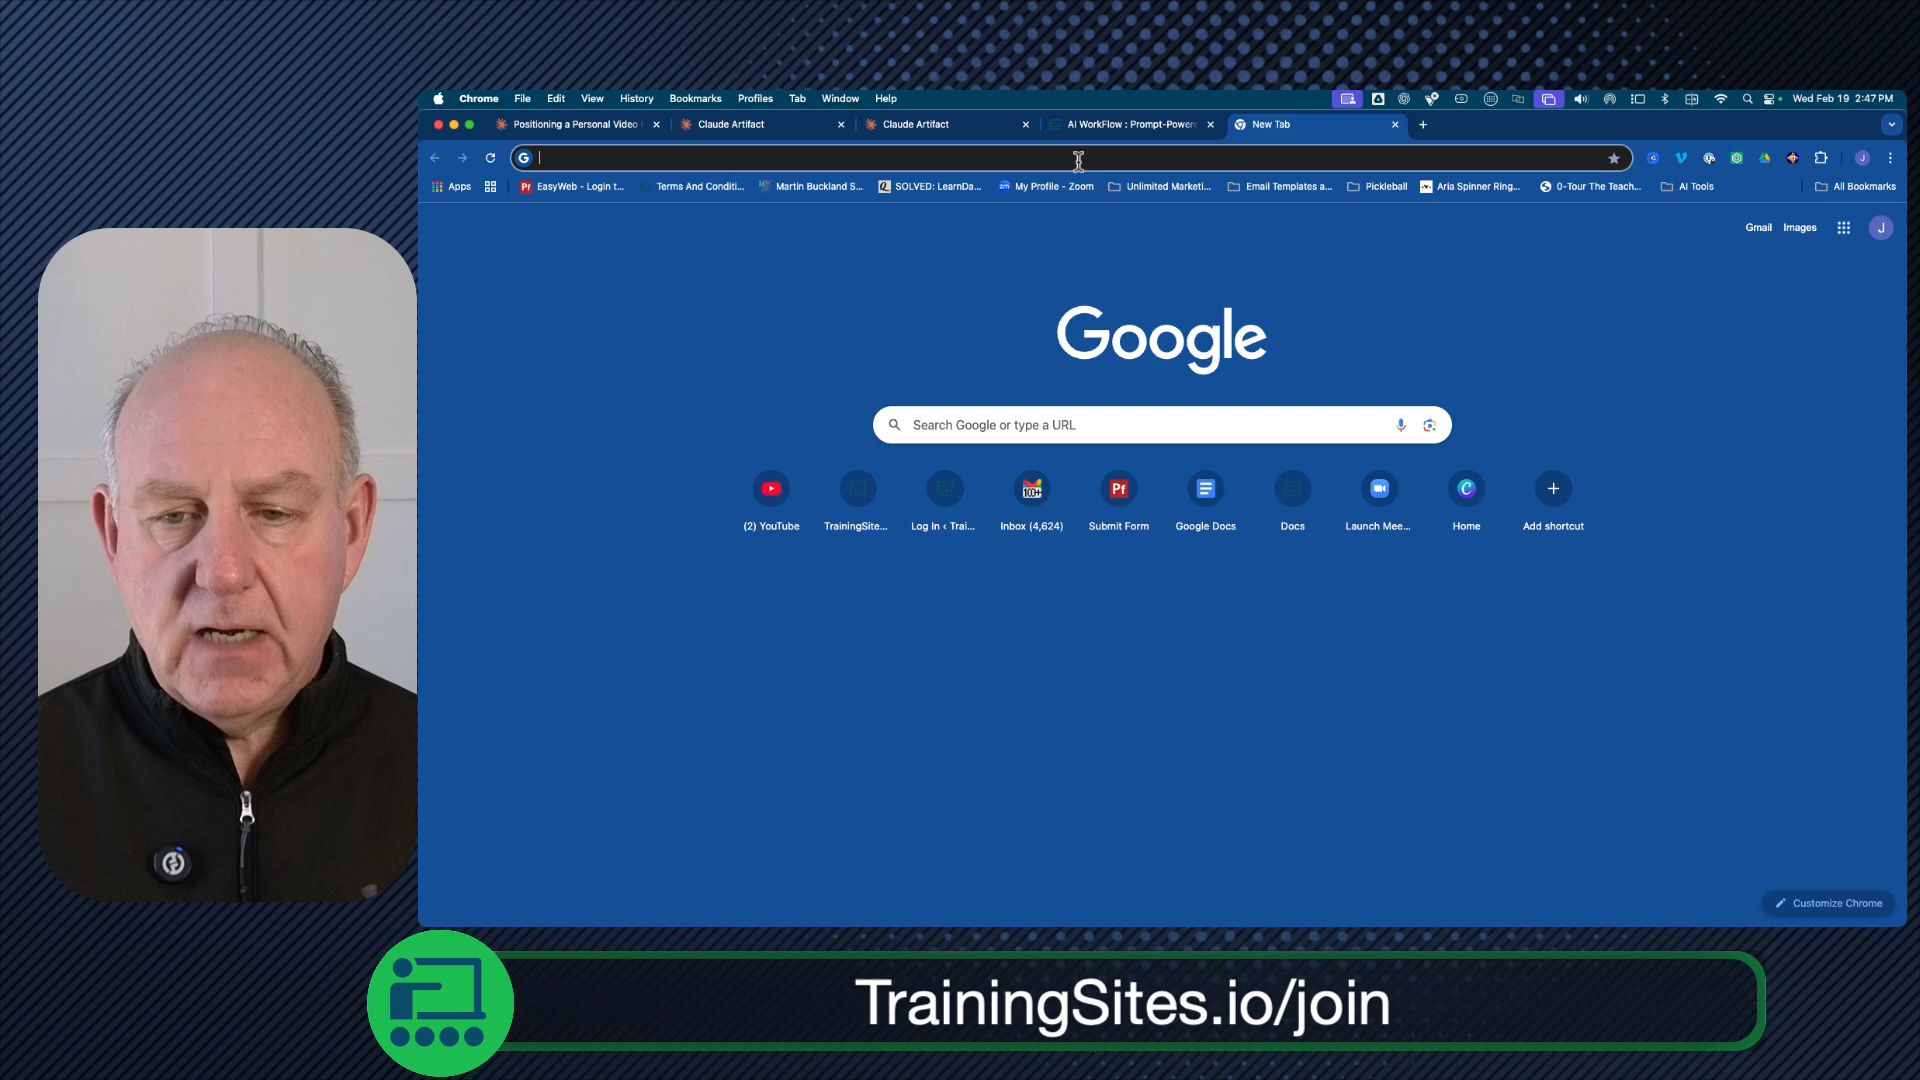 Chrome File Edit View History Bookmarks Profiles Tab Window Help Wed Feb 19 2:47 PM
Positioning a Personal Video Claude Artifact Claude Artifact AI WorkFlow : Prompt-Powere New Tab
Apps EasyWeb - Login t... Terms And Conditi... Martin Buckland S... SOLVED: LearnDa... My Profile - Zoom Unlimited Marketi... Email Templates a... Pickleball Aria Spinner Ring... 0-Tour The Teach... AI Tools All Bookmarks
Gmail Images J
Google
Search Google or type a URL
(2) YouTube TrainingSite... Log In ‹ Trai... Inbox (4,624) Submit Form Google Docs Docs Launch Mee... Home Add shortcut
Customize Chrome
TrainingSites.io/join